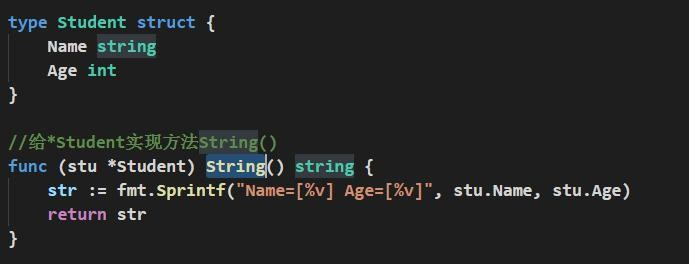 type Student struct {
    Name string
    Age int
}

//给*Student实现方法String()
func (stu *Student) String() string {
    str := fmt.Sprintf("Name=[%v] Age=[%v]", stu.Name, stu.Age)
    return str
}